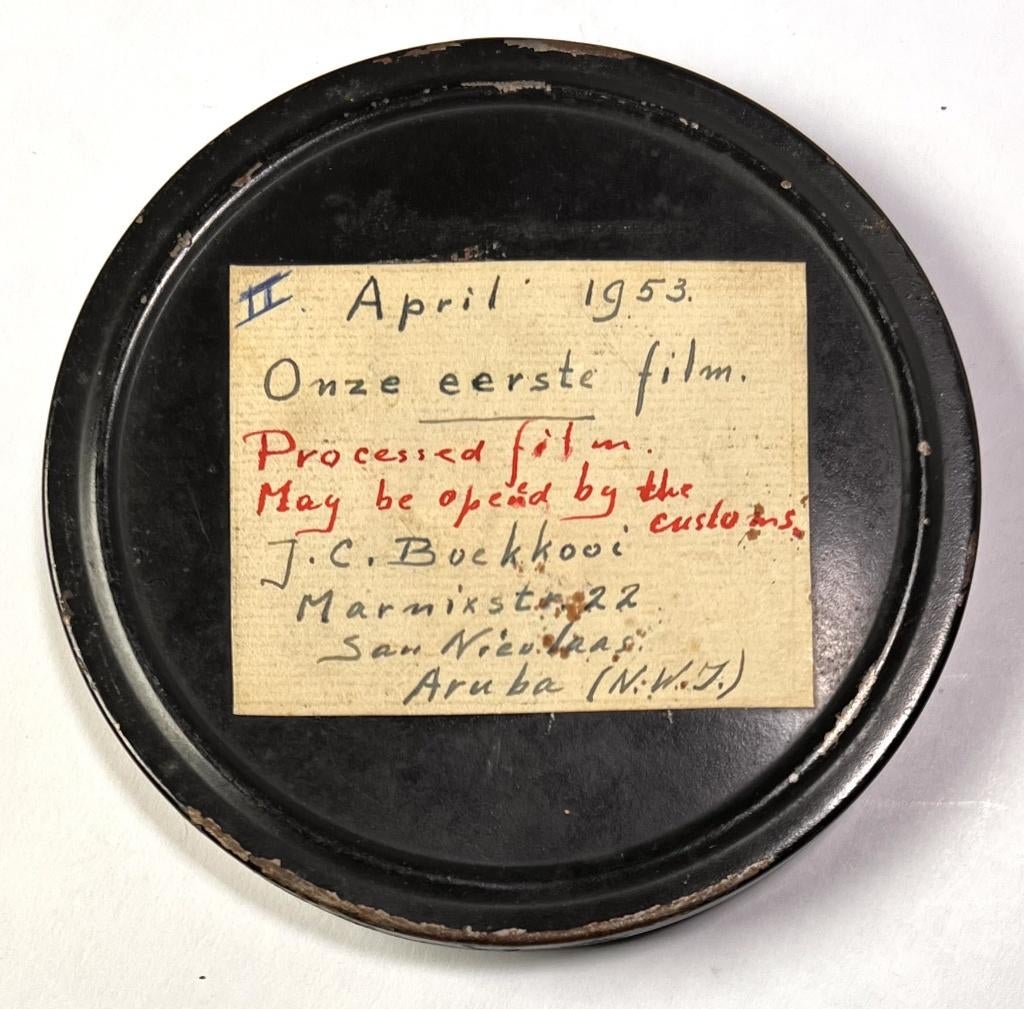 II. April 1953.
Onze eerste film.
Processed film.
May be opend by the
customs.
J. C. Boekkooi
Marnixstr. 22
San Nicolaas.
Aruba (N.W.I.)